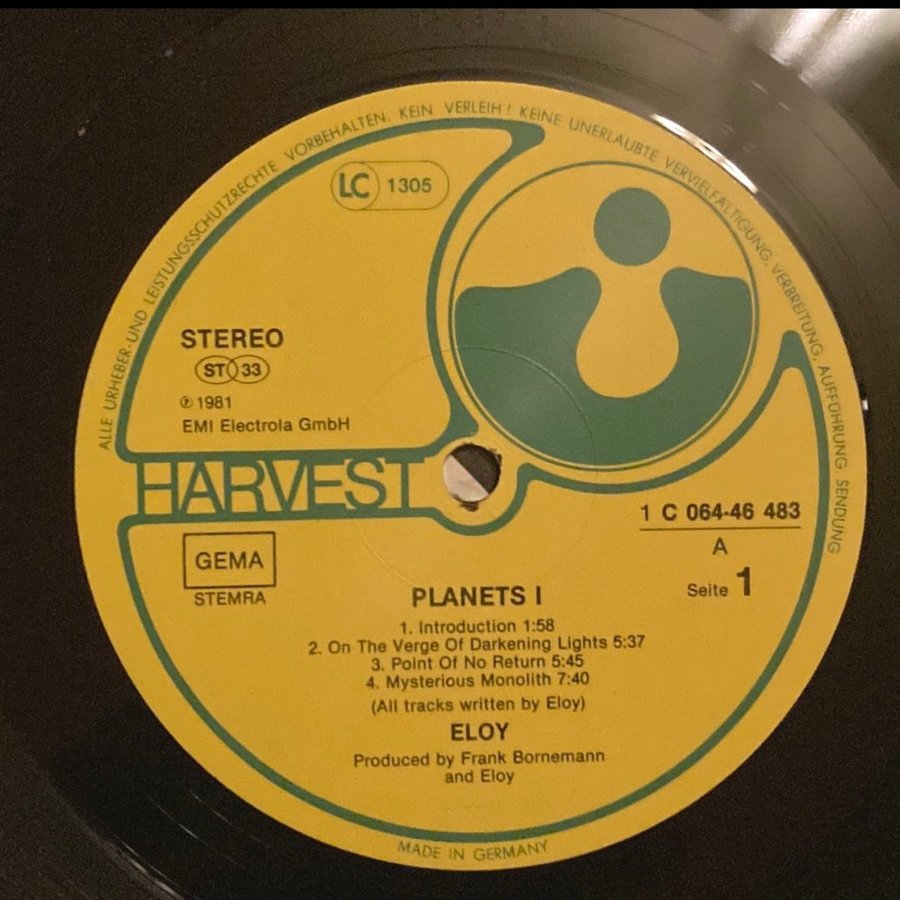 ALLE URHEBER- UND LEISTUNGSSCHUTZRECHTE VORBEHALTEN. KEIN VERLEIH! KEINE UNERLAUBTE VERVIELFÄLTIGUNG, VERBREITUNG, AUFFÜHRUNG, SENDUNG
LC 1305
STEREO
ST 33
℗ 1981
EMI Electrola GmbH
HARVEST
1 C 064-46 483
A
Seite 1
GEMA
STEMRA
PLANETS I
1. Introduction 1:58
2. On The Verge Of Darkening Lights 5:37
3. Point Of No Return 5:45
4. Mysterious Monolith 7:40
(All tracks written by Eloy)
ELOY
Produced by Frank Bornemann
and Eloy
MADE IN GERMANY